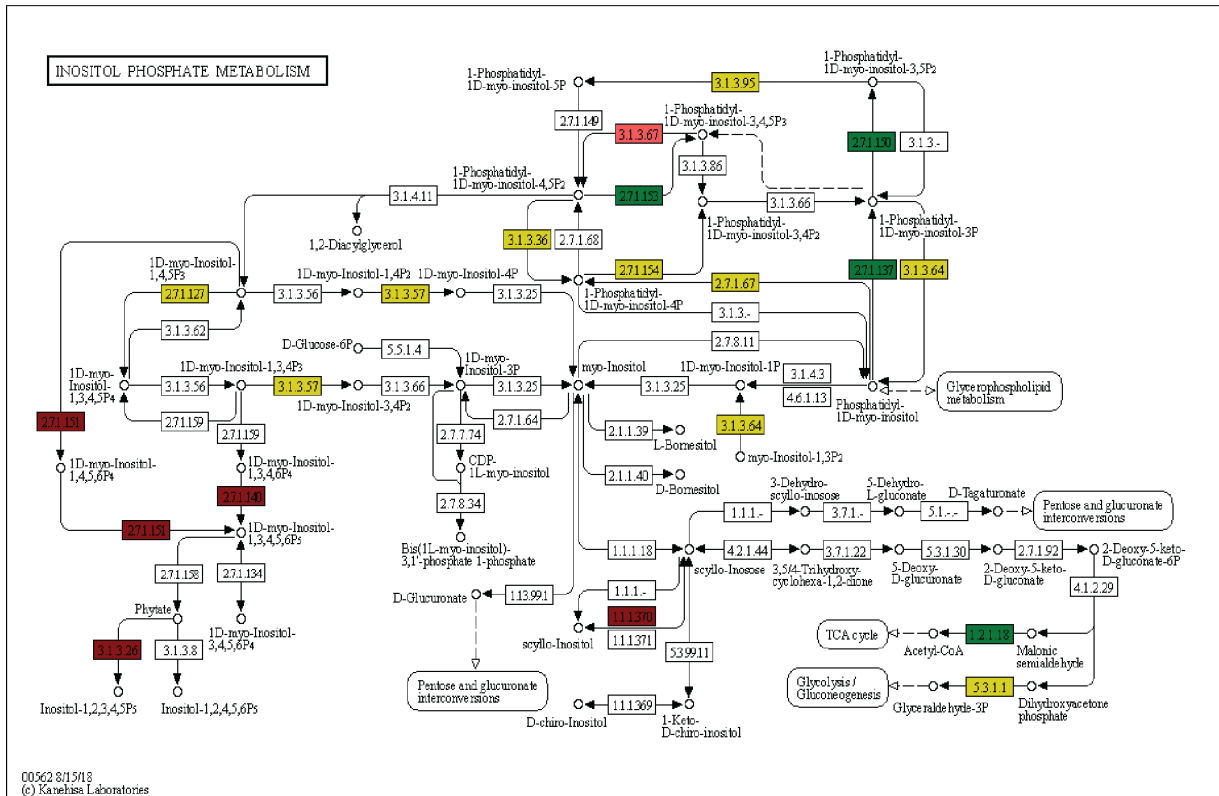 INOSITOL PHOSPHATE METABOLISM
1-Phosphatidyl-
1D-myo-inositol-5P
3.1.3.95
1-Phosphatidyl-
1D-myo-inositol-3,5P2
2.7.1.149
1-Phosphatidyl-
1D-myo-inositol-3,4,5P3
3.1.3.67
2.7.1.150
3.1.3.-
3.1.3.86
1-Phosphatidyl-
1D-myo-inositol-4,5P2
3.1.4.11
2.7.1.153
3.1.3.66
1,2-Diacylglycerol
3.1.3.36
2.7.1.68
1-Phosphatidyl-
1D-myo-inositol-3,4P2
1-Phosphatidyl-
1D-myo-inositol-3P
1D-myo-Inositol-
1,4,5P3
1D-myo-Inositol-1,4P2
1D-myo-Inositol-4P
2.7.1.154
2.7.1.137
3.1.3.64
2.7.1.127
3.1.3.56
3.1.3.57
3.1.3.25
1-Phosphatidyl-
1D-myo-inositol-4P
2.7.1.67
3.1.3.-
3.1.3.62
D-Glucose-6P
5.5.1.4
2.7.8.11
1D-myo-
Inositol-
1,3,4,5P4
1D-myo-Inositol-1,3,4P3
1D-myo-
Inositol-3P
myo-Inositol
1D-myo-Inositol-1P
3.1.3.56
3.1.3.57
3.1.3.66
3.1.3.25
3.1.3.25
3.1.4.3
4.6.1.13
Phosphatidyl-
1D-myo-inositol
Glycerophospholipid
metabolism
1D-myo-Inositol-3,4P2
2.7.1.151
2.7.1.159
2.7.1.159
2.7.1.64
2.7.7.74
2.1.1.39
L-Bornesitol
3.1.3.64
myo-Inositol-1,3P2
1D-myo-Inositol-
1,4,5,6P4
1D-myo-Inositol-
1,3,4,6P4
CDP-
1L-myo-inositol
2.1.1.40
D-Bornesitol
2.7.1.140
2.7.8.34
3-Dehydro-
scyllo-inosose
5-Dehydro-
L-gluconate
D-Tagaturonate
1.1.1.-
3.7.1.-
5.1.-.-
Pentose and glucuronate
interconversions
2.7.1.151
1D-myo-Inositol-
1,3,4,5,6P5
Bis(1L-myo-inositol)-
3,1'-phosphate 1-phosphate
1.1.1.18
scyllo-Inosose
4.2.1.44
3,5/4-Trihydroxy-
cyclohexa-1,2-dione
3.7.1.22
5-Deoxy-
D-glucuronate
5.3.1.30
2-Deoxy-5-keto-
D-gluconate
2.7.1.92
2-Deoxy-5-keto-
D-gluconate-6P
2.7.1.158
2.7.1.134
D-Glucuronate
1.13.99.1
1.1.1.-
4.1.2.29
Phytate
1D-myo-Inositol-
3,4,5,6P4
1.1.1.370
1.1.1.371
scyllo-Inositol
3.1.3.26
3.1.3.8
5.3.99.11
TCA cycle
1.2.1.18
Acetyl-CoA
Malonic
semialdehyde
Inositol-1,2,3,4,5P5
Inositol-1,2,4,5,6P5
Pentose and glucuronate
interconversions
D-chiro-Inositol
1.1.1.369
1-Keto-
D-chiro-inositol
Glycolysis /
Gluconeogenesis
5.3.1.1
Glyceraldehyde-3P
Dihydroxyacetone
phosphate
00562 8/15/18
(c) Kanehisa Laboratories